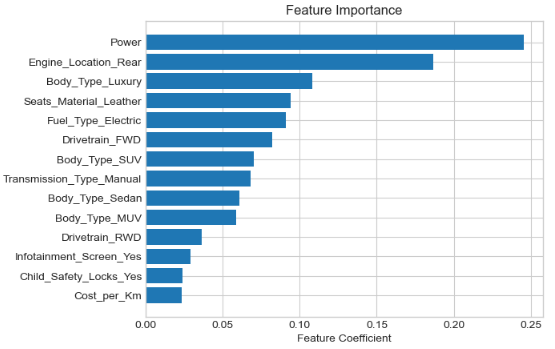 Feature Importance
Power
Engine_Location_Rear
Body_Type_Luxury
Seats_Material_Leather
Fuel_Type_Electric
Drivetrain_FWD
Body_Type_SUV
Transmission_Type_Manual
Body_Type_Sedan
Body_Type_MUV
Drivetrain_RWD
Infotainment_Screen_Yes
Child_Safety_Locks_Yes
Cost_per_Km
0.00 0.05 0.10 0.15 0.20 0.25
Feature Coefficient